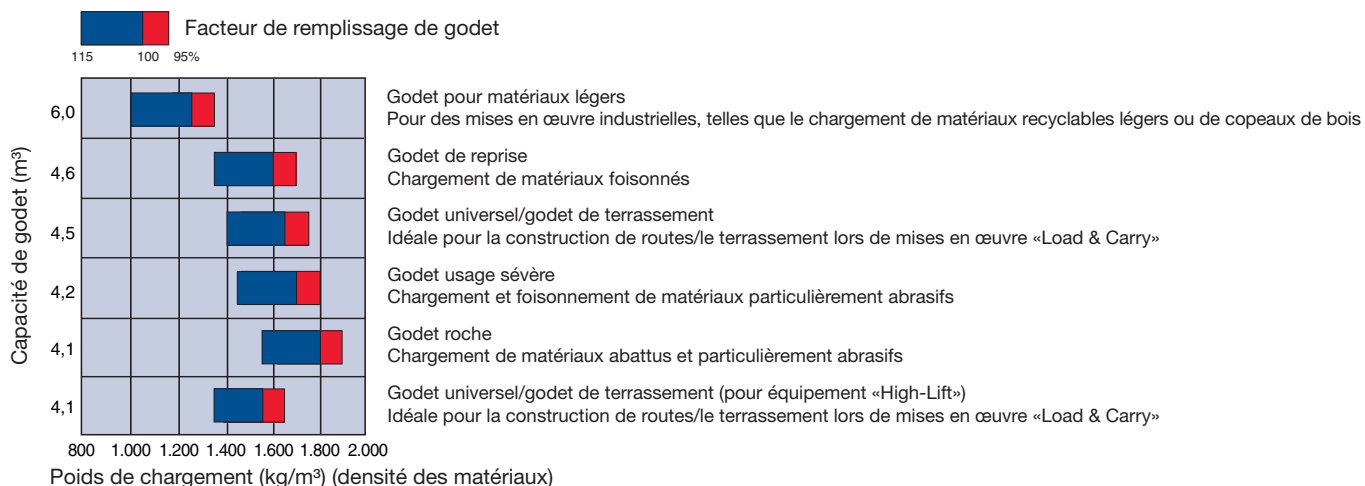 Facteur de remplissage de godet
115 100 95%
Capacité de godet (m³)
6,0
Godet pour matériaux légers
Pour des mises en œuvre industrielles, telles que le chargement de matériaux recyclables légers ou de copeaux de bois
4,6
Godet de reprise
Chargement de matériaux foisonnés
4,5
Godet universel/godet de terrassement
Idéale pour la construction de routes/le terrassement lors de mises en œuvre «Load & Carry»
4,2
Godet usage sévère
Chargement et foisonnement de matériaux particulièrement abrasifs
4,1
Godet roche
Chargement de matériaux abattus et particulièrement abrasifs
4,1
Godet universel/godet de terrassement (pour équipement «High-Lift»)
Idéale pour la construction de routes/le terrassement lors de mises en œuvre «Load & Carry»
800 1.000 1.200 1.400 1.600 1.800 2.000
Poids de chargement (kg/m³) (densité des matériaux)